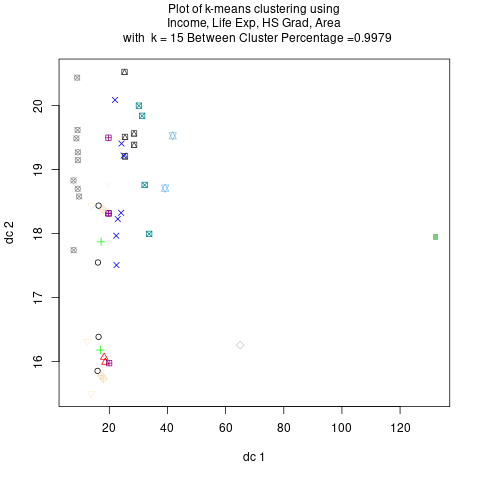 Plot of k-means clustering using
Income, Life Exp, HS Grad, Area
with k = 15 Between Cluster Percentage =0.9979
20
19
18
17
16
dc 2
20
40
60
80
100
120
dc 1